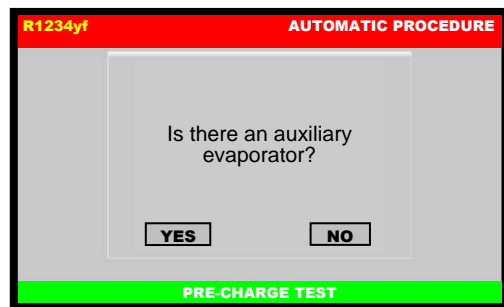 R1234yf AUTOMATIC PROCEDURE
Is there an auxiliary
evaporator?
YES NO
PRE-CHARGE TEST